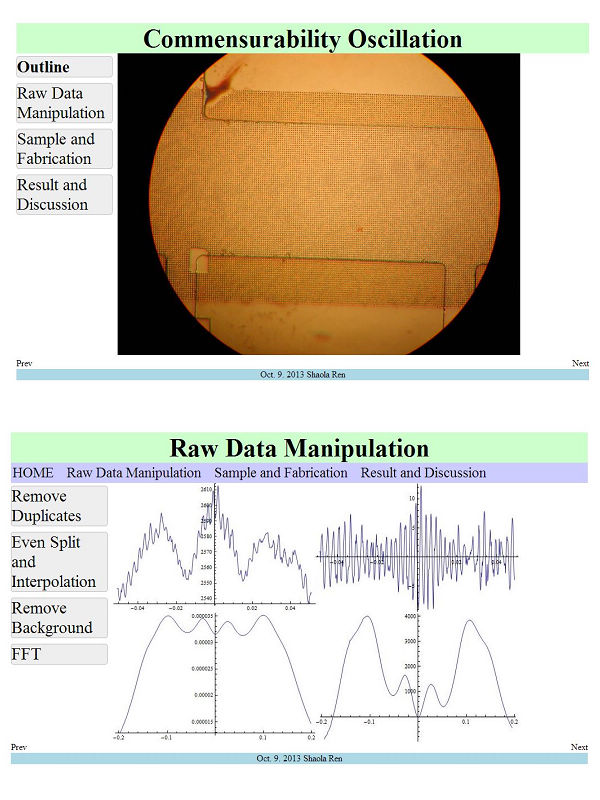 Commensurability Oscillation
Outline
Raw Data
Manipulation
Sample and
Fabrication
Result and
Discussion
Prev
Next
Oct. 9. 2013 Shaola Ren
Raw Data Manipulation
HOME Raw Data Manipulation Sample and Fabrication Result and Discussion
Remove
Duplicates
Even Split
and
Interpolation
Remove
Background
FFT
2610
2580
2570
2560
2550
2540
-0.04 -0.02 0.02 0.04
10
5
-5
-0.04 -0.02 0.02 0.04
0.000035
0.00003
0.000025
0.00002
0.000015
-0.2 -0.1 0.1 0.2
4000
3000
2000
1000
-0.2 -0.1 0.1 0.2
Prev
Next
Oct. 9. 2013 Shaola Ren